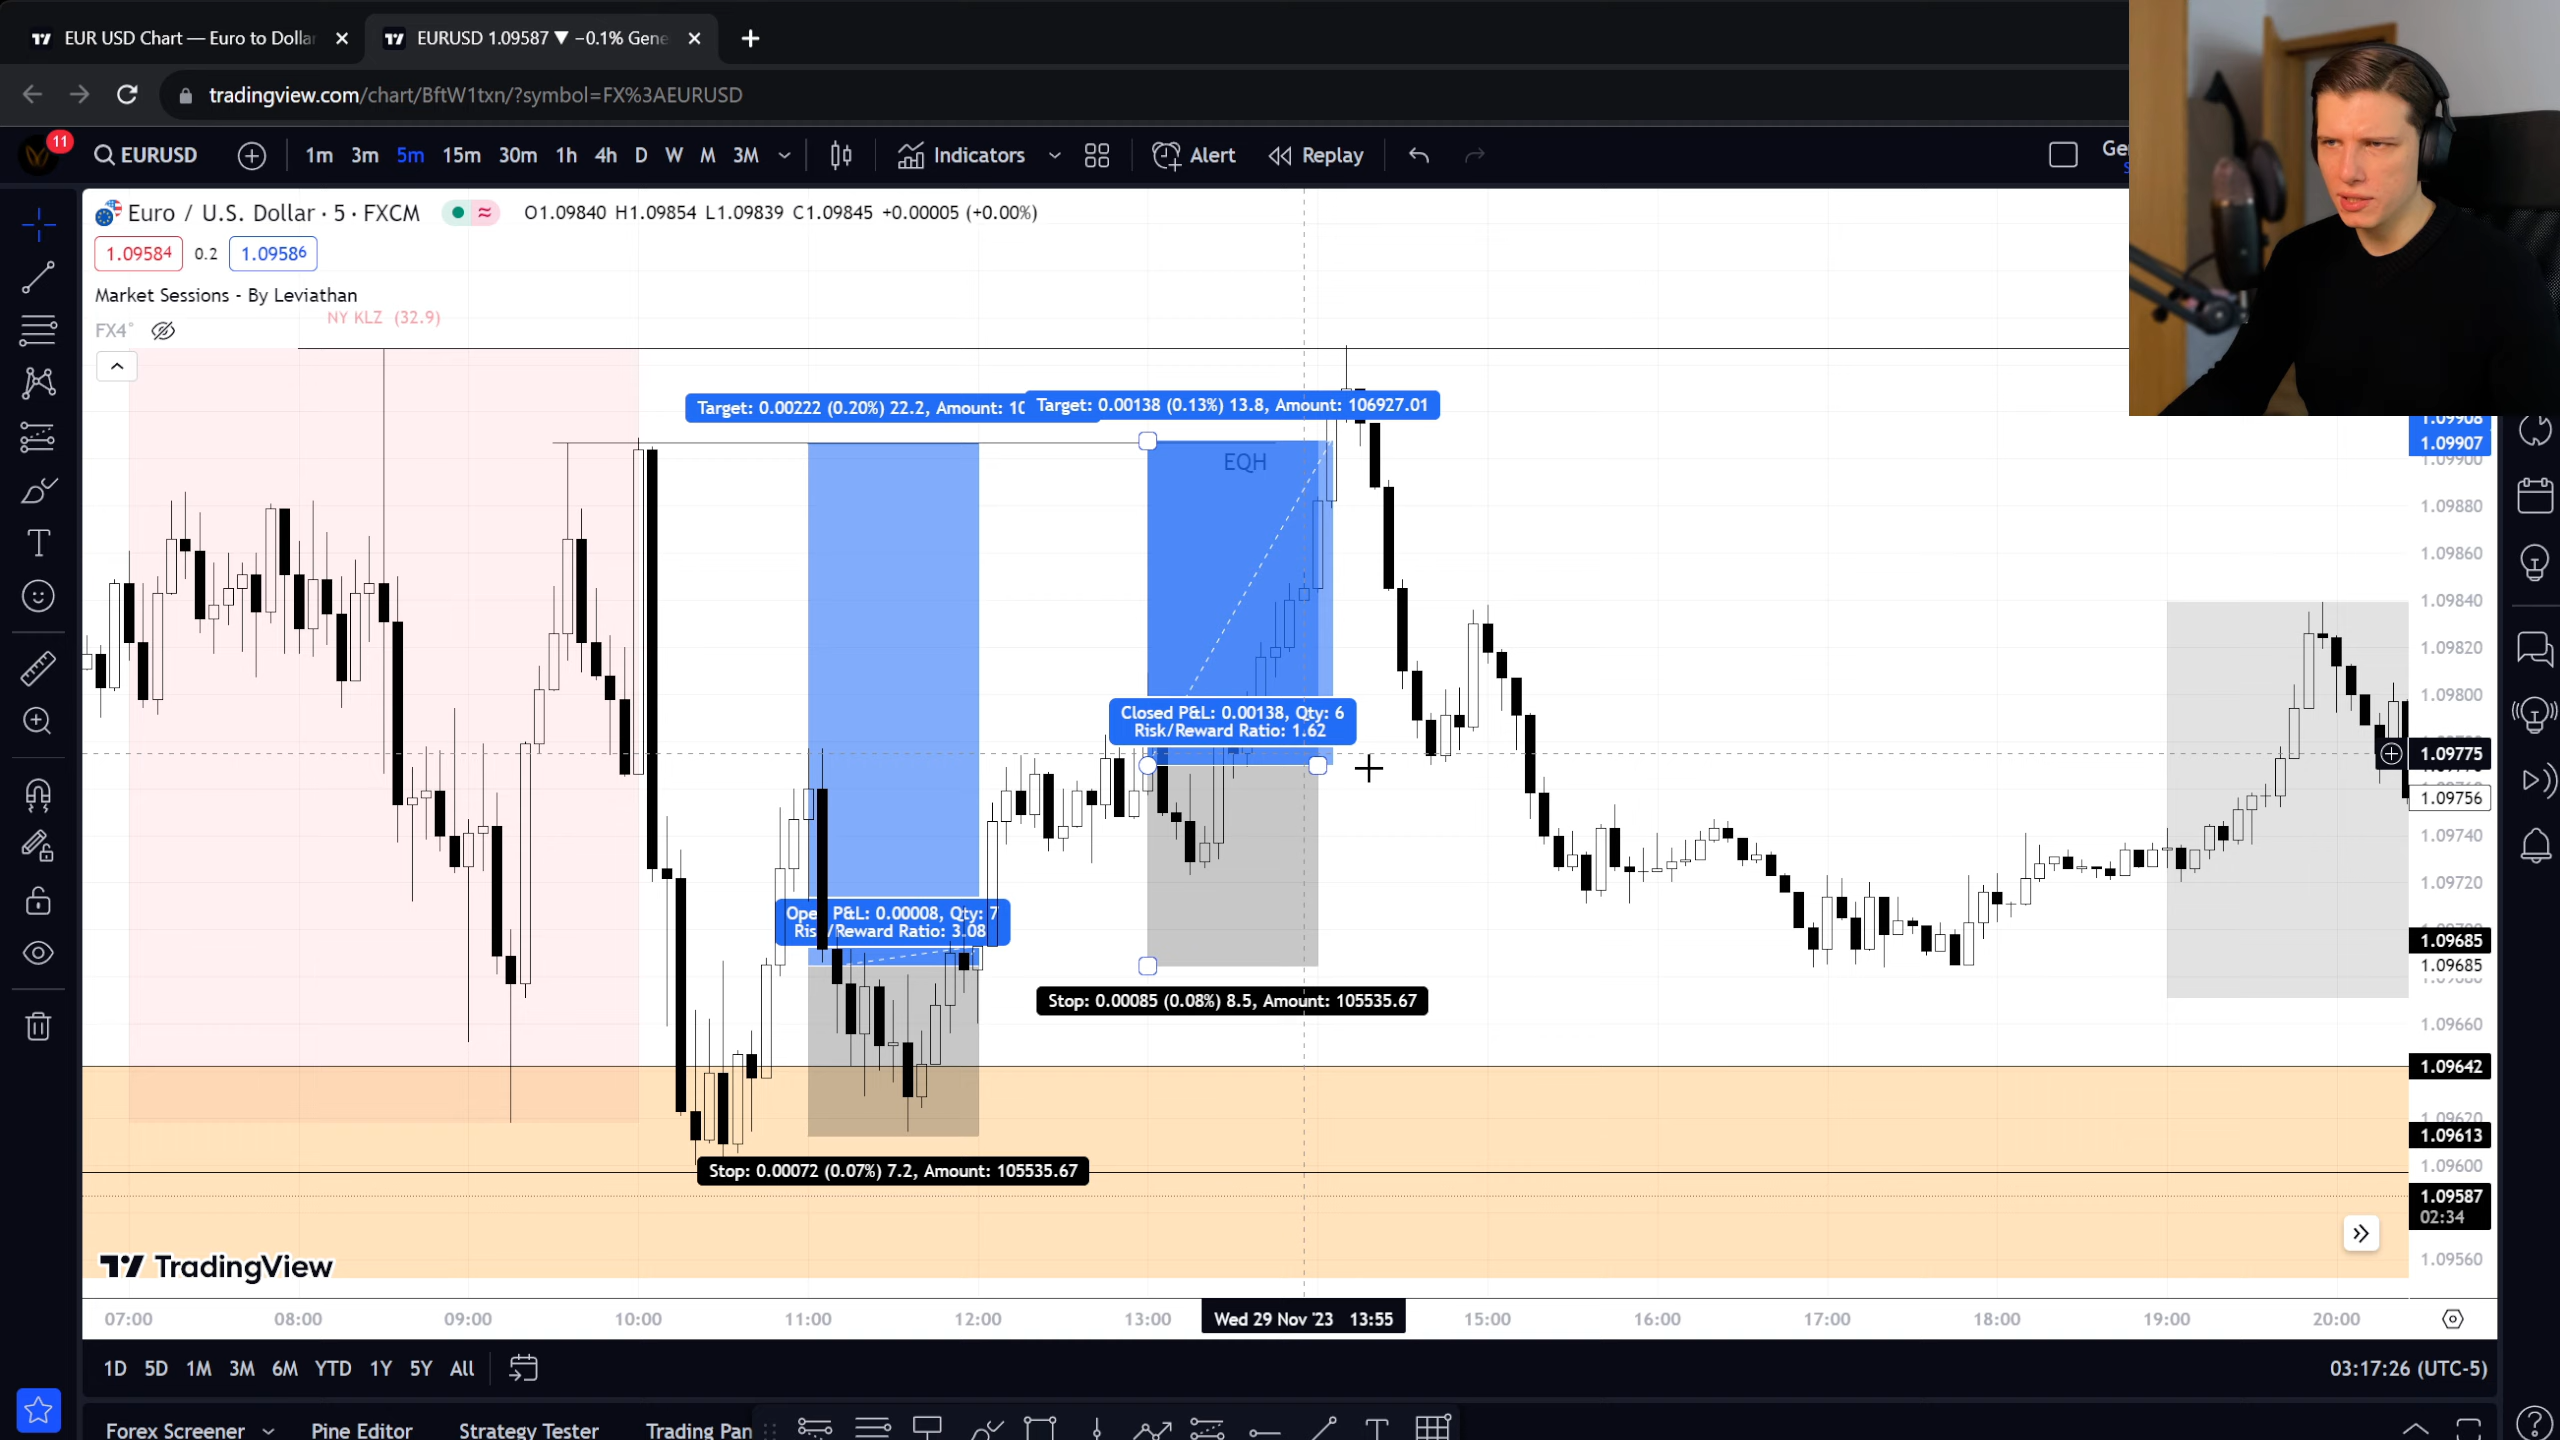 EUR USD Chart — Euro to Dolla
EURUSD 1.09587 ▼ −0.1% Gene
tradingview.com/chart/BftW1txn/?symbol=FX%3AEURUSD
11
EURUSD
1m 3m 5m 15m 30m 1h 4h D W M 3M
Indicators
Alert
Replay
Euro / U.S. Dollar · 5 · FXCM
O1.09840 H1.09854 L1.09839 C1.09845 +0.00005 (+0.00%)
1.09584 0.2 1.09586
Market Sessions - By Leviathan
NY KLZ (32.9)
FX4°
Target: 0.00222 (0.20%) 22.2, Amount: 10
Target: 0.00138 (0.13%) 13.8, Amount: 106927.01
EQH
Closed P&L: 0.00138, Qty: 6
Risk/Reward Ratio: 1.62
Open P&L: 0.00008, Qty: 7
Risk/Reward Ratio: 3.08
Stop: 0.00085 (0.08%) 8.5, Amount: 105535.67
Stop: 0.00072 (0.07%) 7.2, Amount: 105535.67
1.09908
1.09907
1.09900
1.09880
1.09860
1.09840
1.09820
1.09800
1.09775
1.09756
1.09740
1.09720
1.09685
1.09685
1.09660
1.09642
1.09620
1.09613
1.09600
1.09587
02:34
1.09560
TradingView
07:00 08:00 09:00 10:00 11:00 12:00 13:00 Wed 29 Nov '23 13:55 15:00 16:00 17:00 18:00 19:00 20:00
1D 5D 1M 3M 6M YTD 1Y 5Y All
03:17:26 (UTC-5)
Forex Screener
Pine Editor
Strategy Tester
Trading Pan